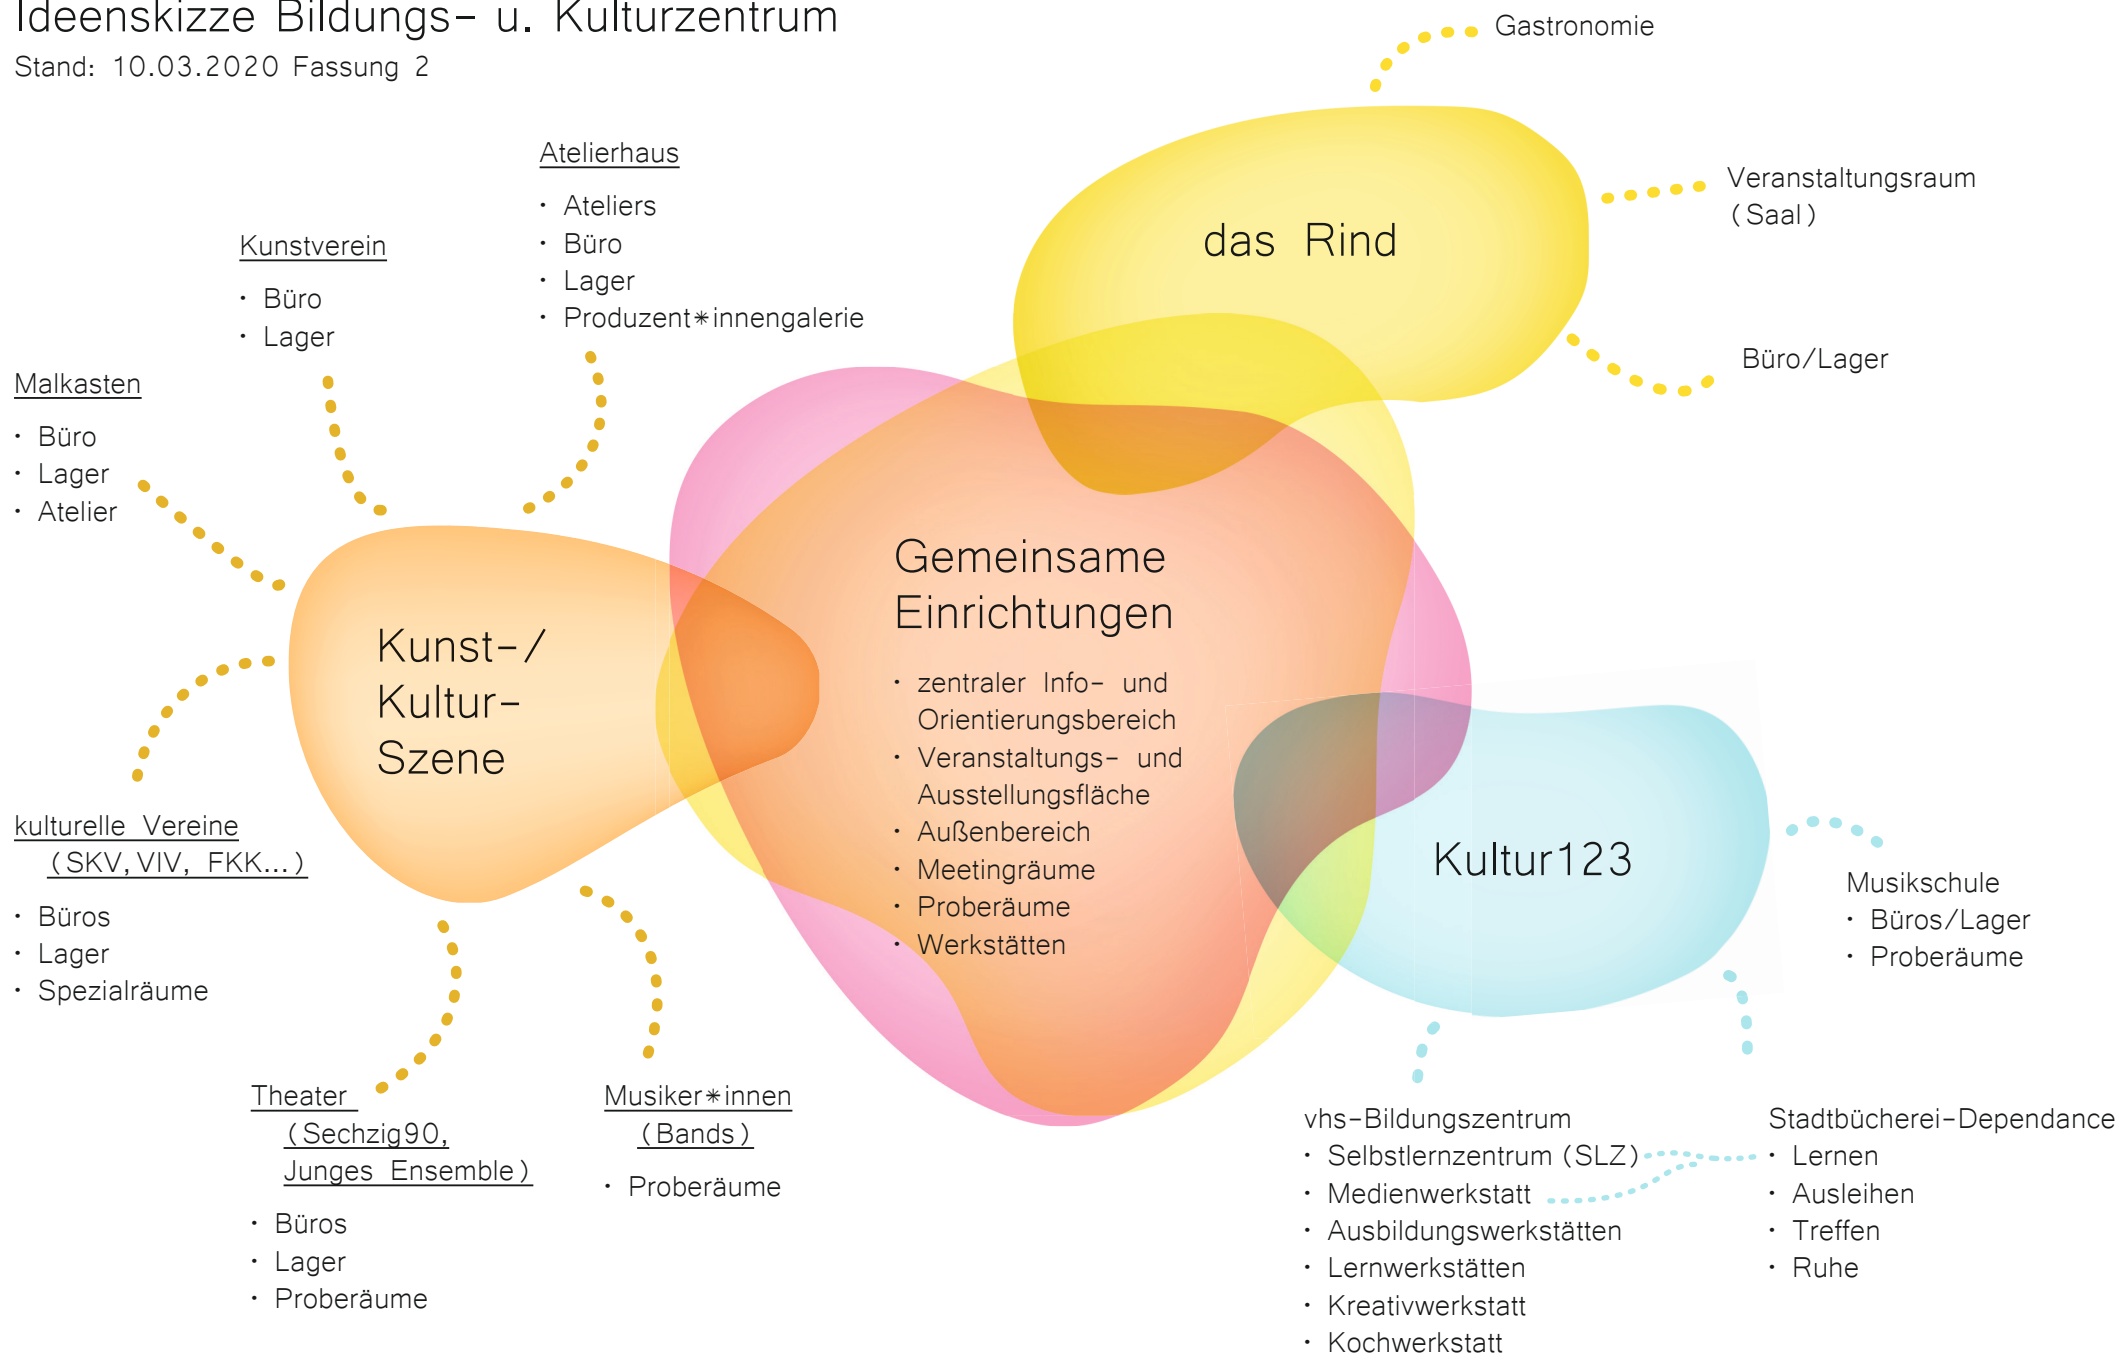 Ideenskizze Bildungs- u. Kulturzentrum
Stand: 10.03.2020 Fassung 2
Gastronomie
Veranstaltungsraum
(Saal)
Büro/Lager
das Rind
Atelierhaus
· Ateliers
· Büro
· Lager
· Produzent*innengalerie
Kunstverein
· Büro
· Lager
Malkasten
· Büro
· Lager
· Atelier
Kunst-/
Kultur-
Szene
Gemeinsame
Einrichtungen
· zentraler Info- und
Orientierungsbereich
· Veranstaltungs- und
Ausstellungsfläche
· Außenbereich
· Meetingräume
· Proberäume
· Werkstätten
Kultur123
kulturelle Vereine
(SKV, VIV, FKK...)
· Büros
· Lager
· Spezialräume
Theater
(Sechzig90,
Junges Ensemble)
· Büros
· Lager
· Proberäume
Musiker*innen
(Bands)
· Proberäume
Musikschule
· Büros/Lager
· Proberäume
vhs-Bildungszentrum
· Selbstlernzentrum (SLZ)
· Medienwerkstatt
· Ausbildungswerkstätten
· Lernwerkstätten
· Kreativwerkstatt
· Kochwerkstatt
Stadtbücherei-Dependance
· Lernen
· Ausleihen
· Treffen
· Ruhe